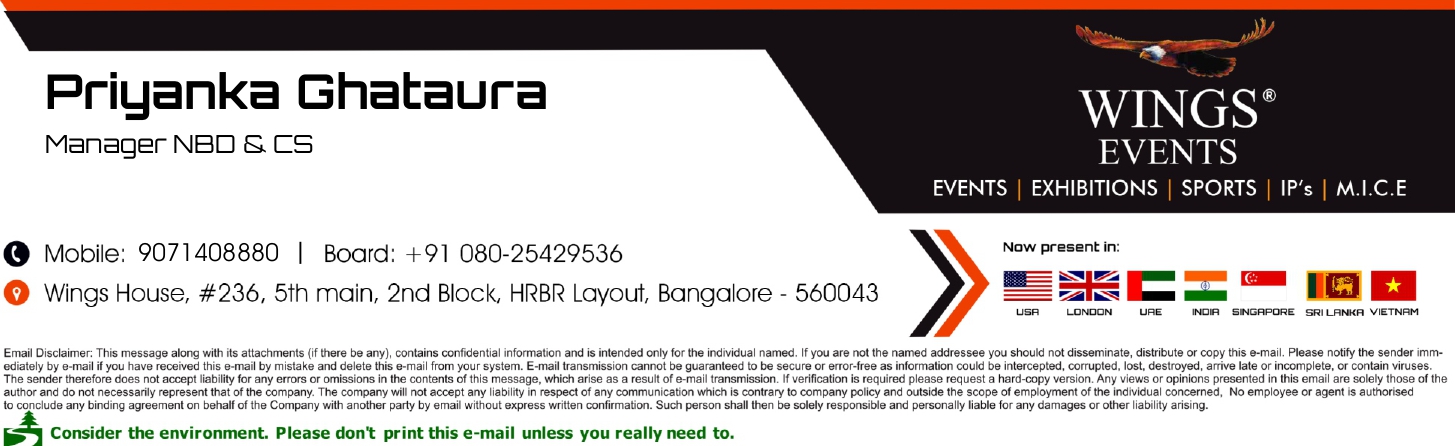 Priyanka Ghataura
Manager NBD & CS
WINGS®
EVENTS
EVENTS | EXHIBITIONS | SPORTS | IP's | M.I.C.E
Mobile: 9071408880 | Board: +91 080-25429536
Wings House, #236, 5th main, 2nd Block, HRBR Layout, Bangalore - 560043
Now present in:
USA LONDON UAE INDIA SINGAPORE SRI LANKA VIETNAM
Email Disclaimer: This message along with its attachments (if there be any), contains confidential information and is intended only for the individual named. If you are not the named addressee you should not disseminate, distribute or copy this e-mail. Please notify the sender imm-
ediately by e-mail if you have received this e-mail by mistake and delete this e-mail from your system. E-mail transmission cannot be guaranteed to be secure or error-free as information could be intercepted, corrupted, lost, destroyed, arrive late or incomplete, or contain viruses.
The sender therefore does not accept liability for any errors or omissions in the contents of this message, which arise as a result of e-mail transmission. If verification is required please request a hard-copy version. Any views or opinions presented in this email are solely those of the
author and do not necessarily represent that of the company. The company will not accept any liability in respect of any communication which is contrary to company policy and outside the scope of employment of the individual concerned, No employee or agent is authorised
to conclude any binding agreement on behalf of the Company with another party by email without express written confirmation. Such person shall then be solely responsible and personally liable for any damages or other liability arising.
Consider the environment. Please don't print this e-mail unless you really need to.